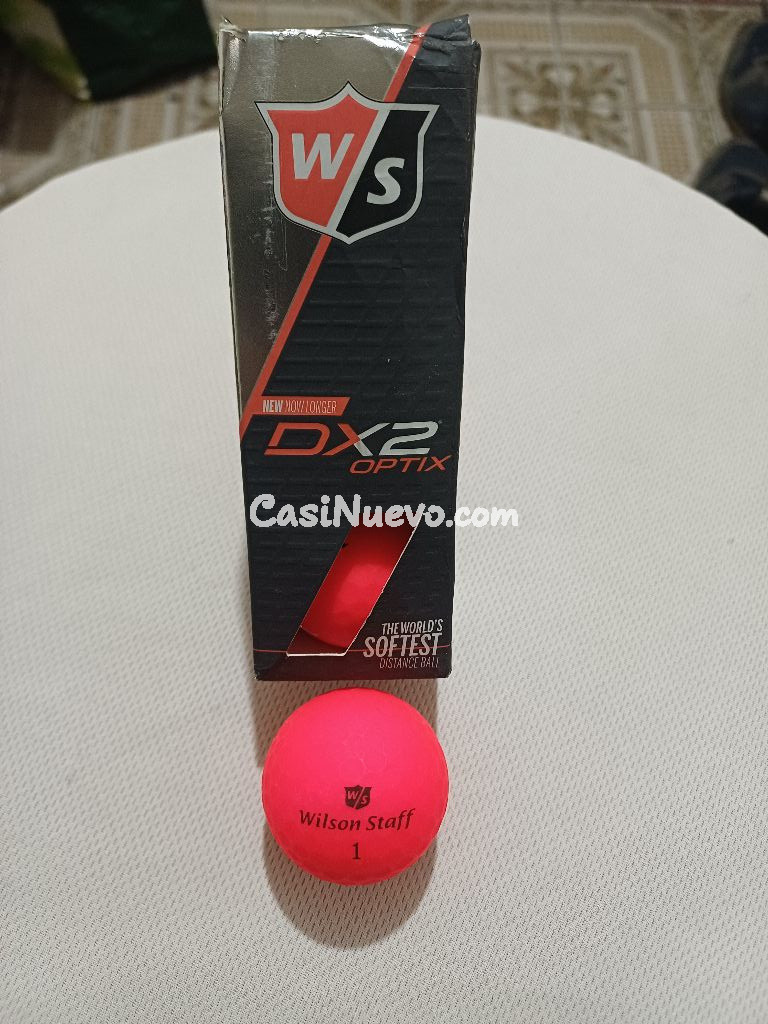 W/S
NEW NOW LONGER
DX2
OPTIX
CasiNuevo.com
THE WORLD'S
SOFTEST
DISTANCE BALL
W/S
Wilson Staff
1